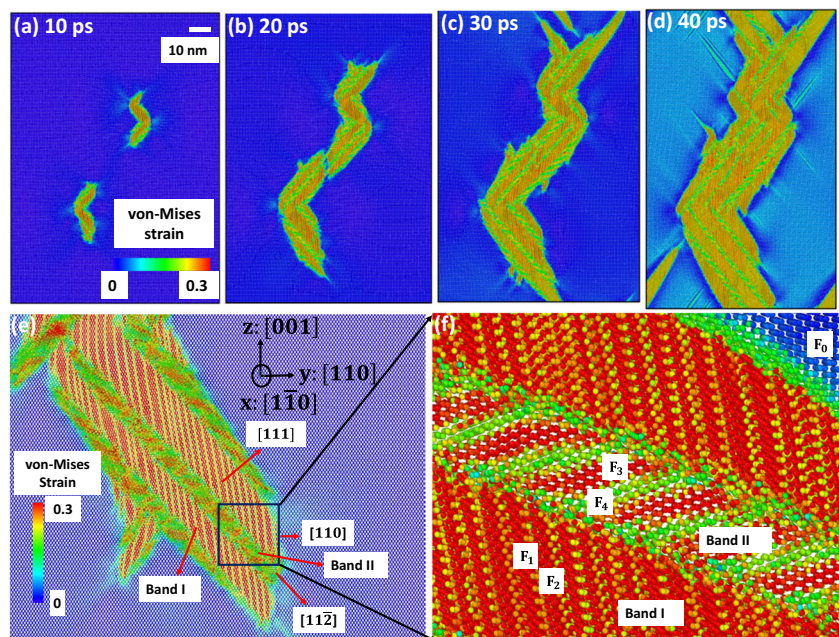 (a) 10 ps
10 nm
von-Mises
strain
0
0.3
(b) 20 ps
(c) 30 ps
(d) 40 ps
(e)
z: [001]
y: [110]
x: [11̅0]
[111]
von-Mises
Strain
0.3
0
[110]
Band I
Band II
[112̅]
(f)
F₀
F₃
F₄
Band II
F₁
F₂
Band I